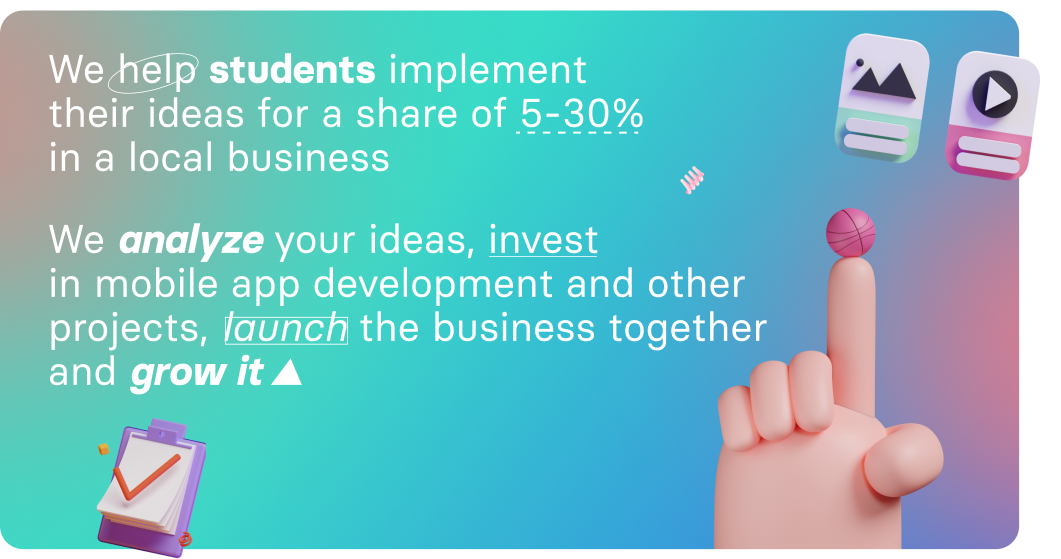 We help students implement
their ideas for a share of 5-30%
in a local business
We analyze your ideas, invest
in mobile app development and other
projects, launch the business together
and grow it ▲